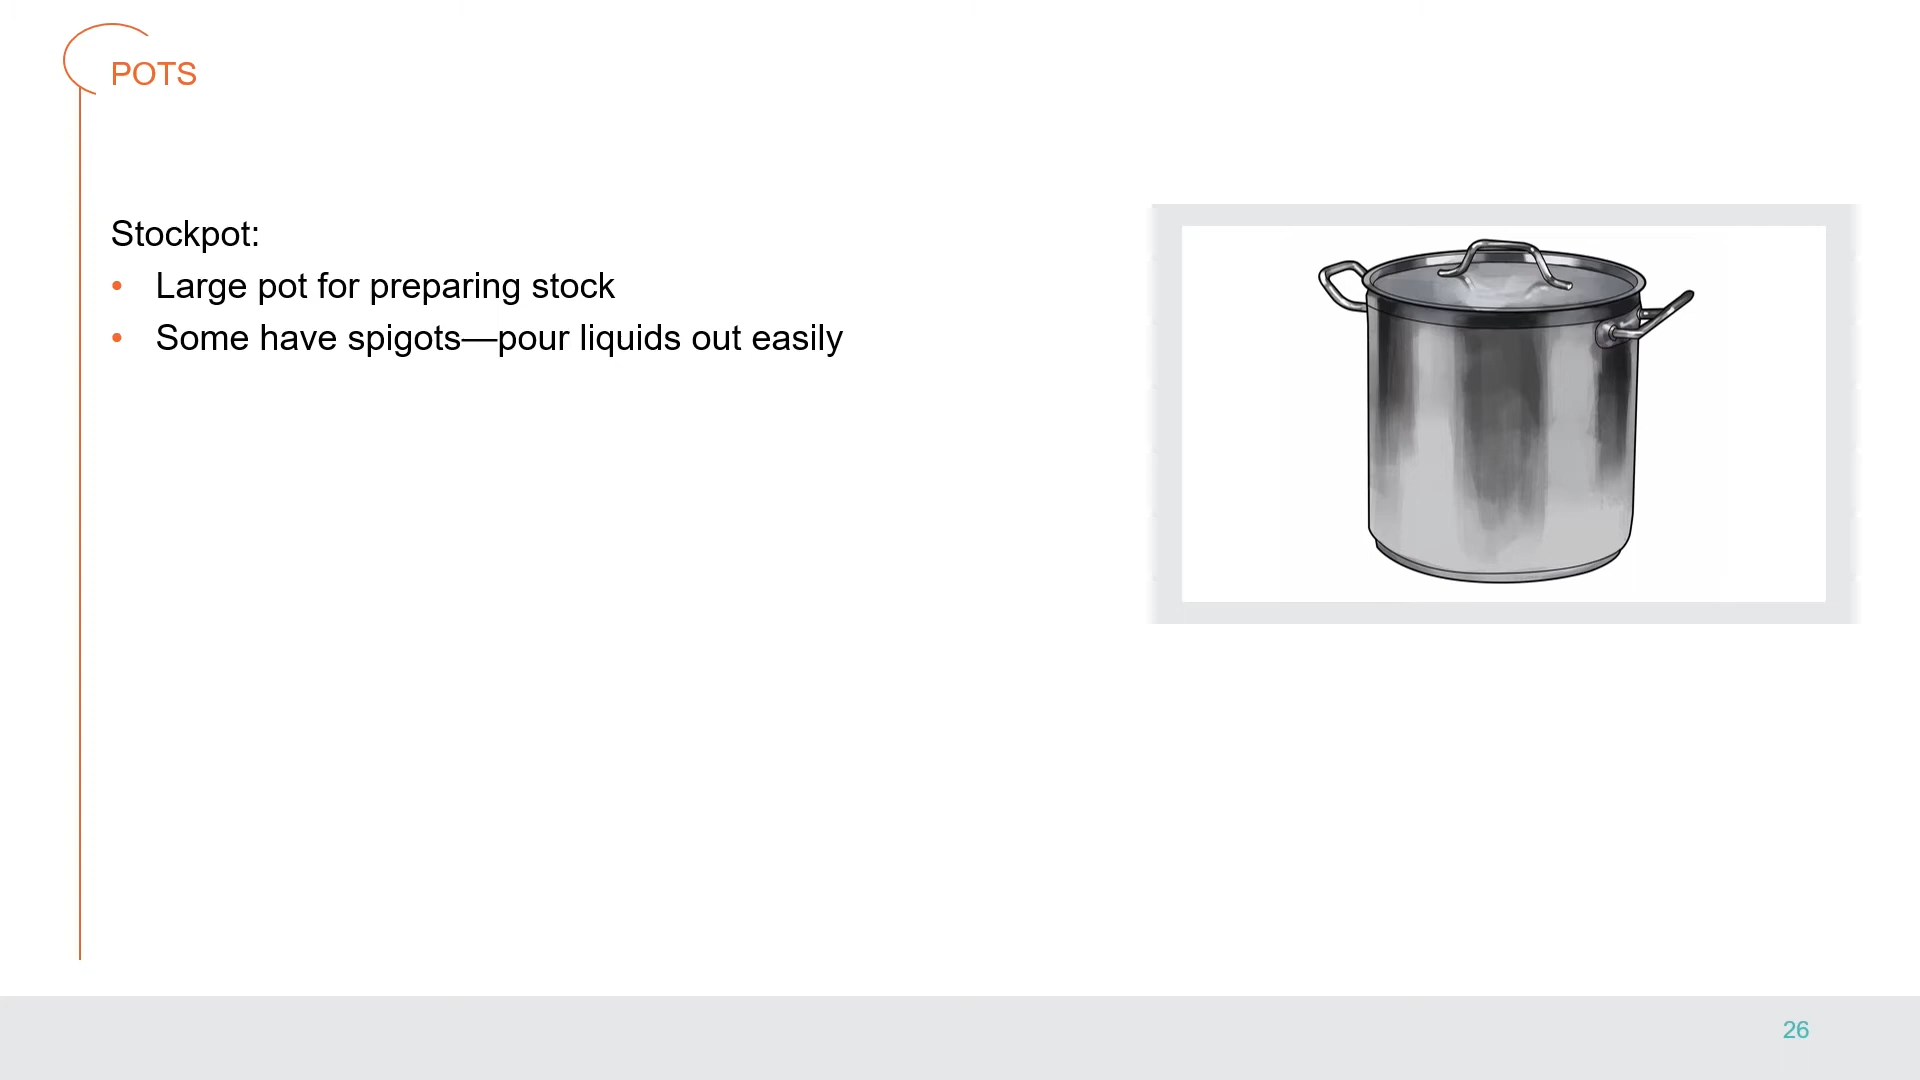 POTS
Stockpot:
• Large pot for preparing stock
• Some have spigots—pour liquids out easily
26